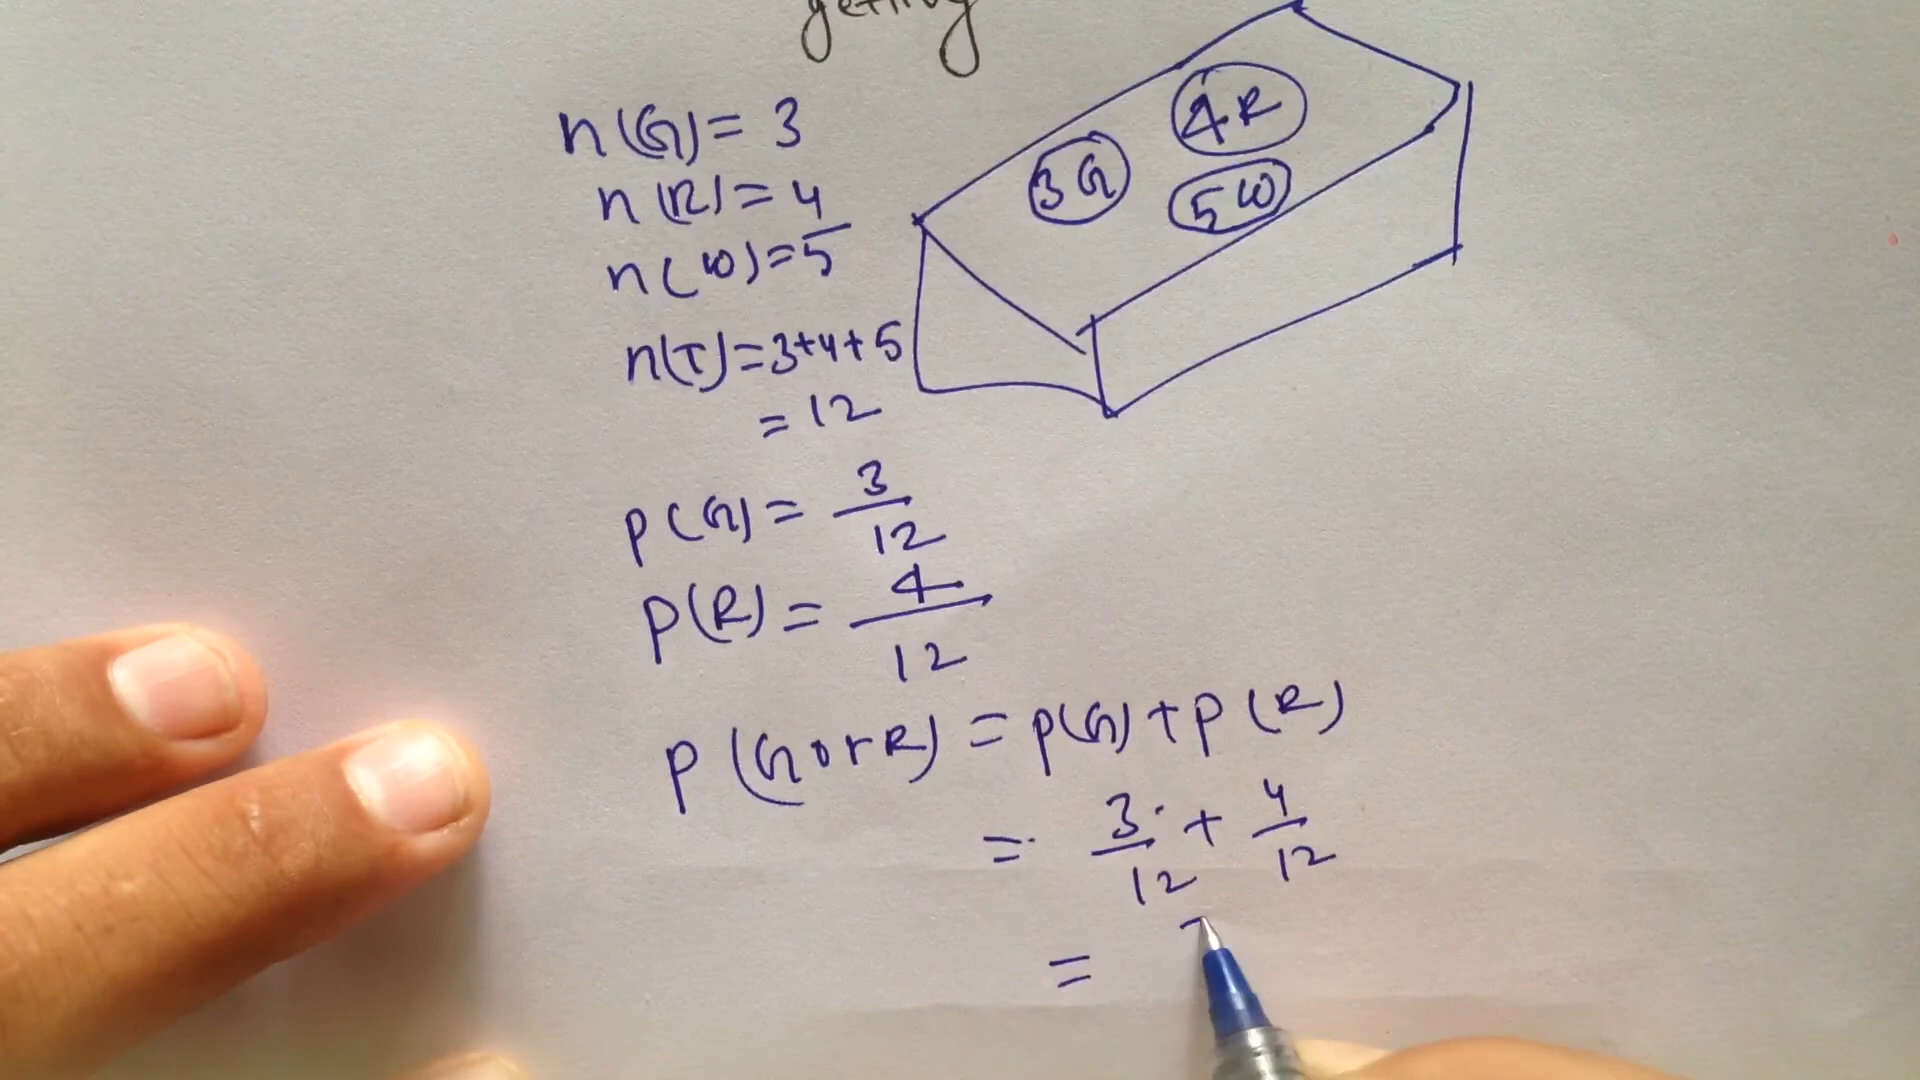 getting
n(G) = 3
n(R) = 4
n(W) = 5
n(T) = 3+4+5
= 12
4R
3G
5W
P(G) = 3/12
P(R) = 4/12
P(G or R) = P(G) + P(R)
= 3/12 + 4/12
=